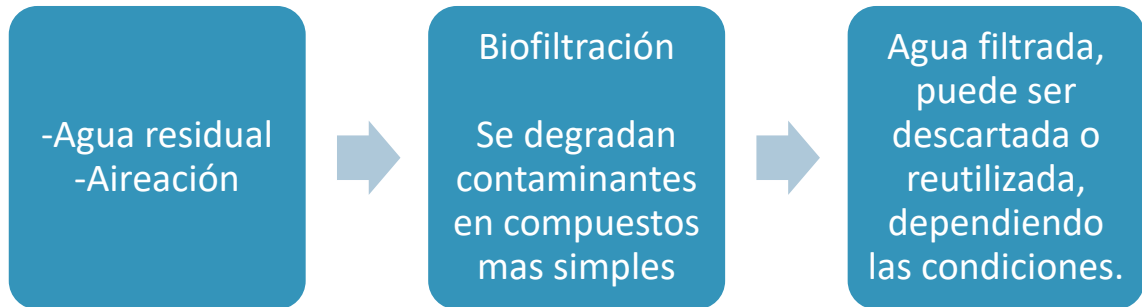 -Agua residual
-Aireación
Biofiltración
Se degradan
contaminantes
en compuestos
mas simples
Agua filtrada,
puede ser
descartada o
reutilizada,
dependiendo
las condiciones.